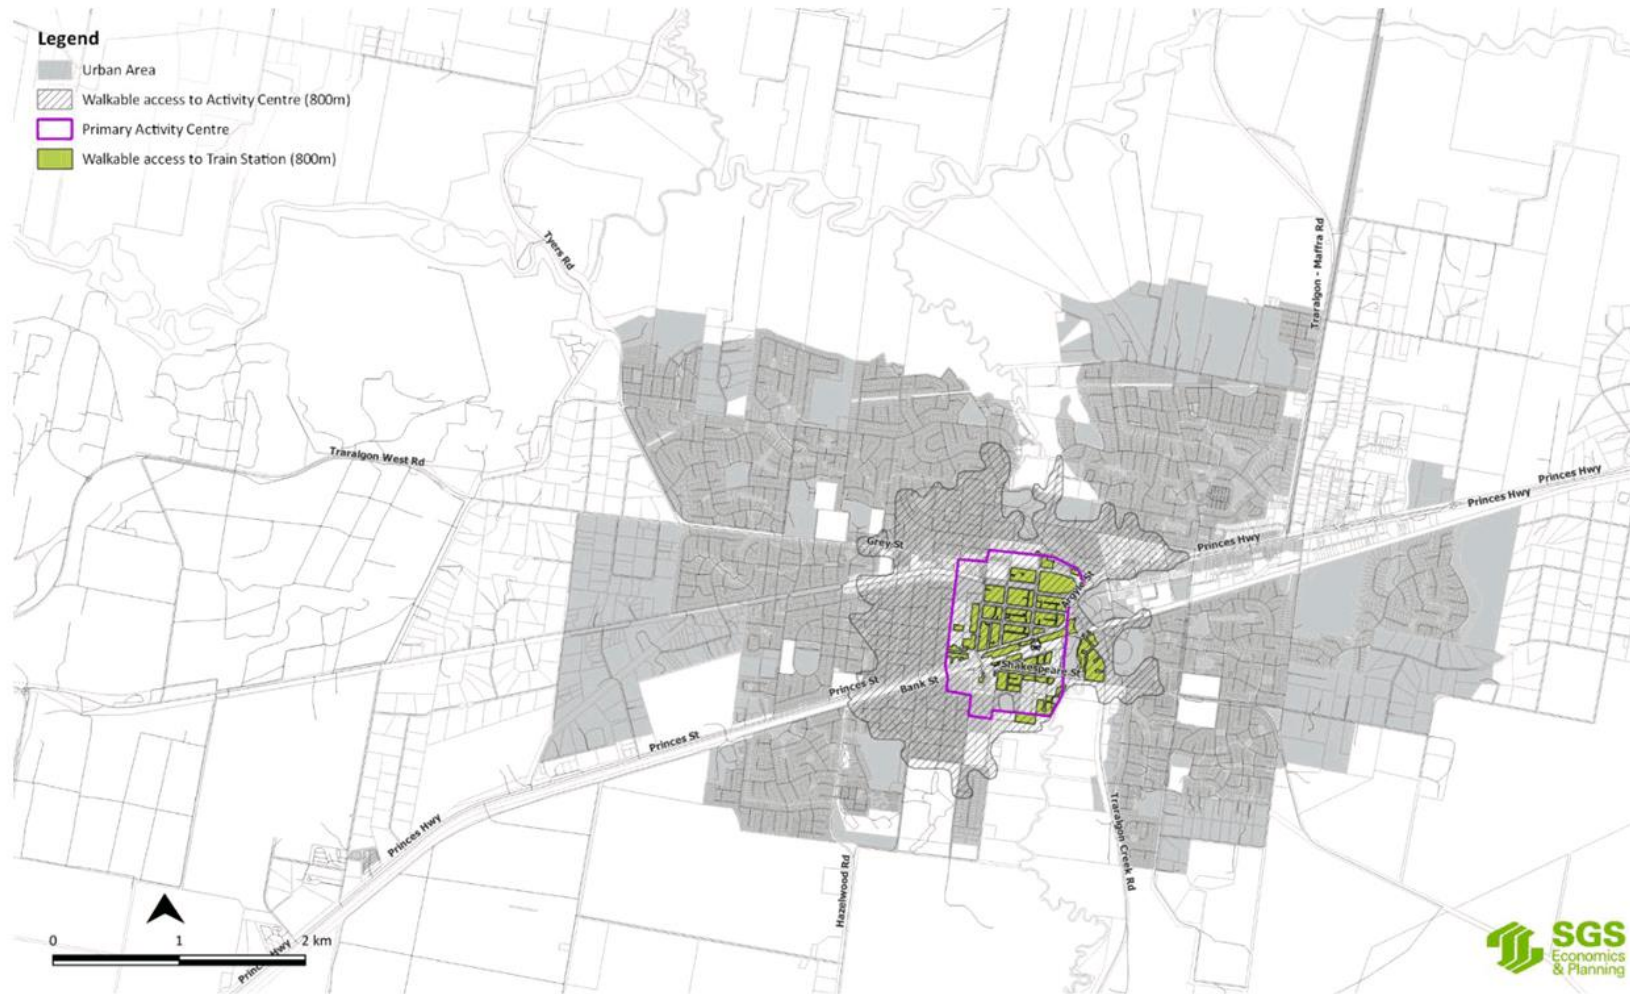 Legend
Urban Area
Walkable access to Activity Centre (800m)
Primary Activity Centre
Walkable access to Train Station (800m)
Tyers Rd
Traralgon - Maffra Rd
Traralgon West Rd
Princes Hwy
Princes Hwy
Princes Hwy
Grey St
Argyle St
Shakespeare St
Princes St
Bank St
Princes St
Princes Hwy
Traralgon Creek Rd
Hazelwood Rd
Princes Hwy
0 1 2 km
SGS
Economics
& Planning